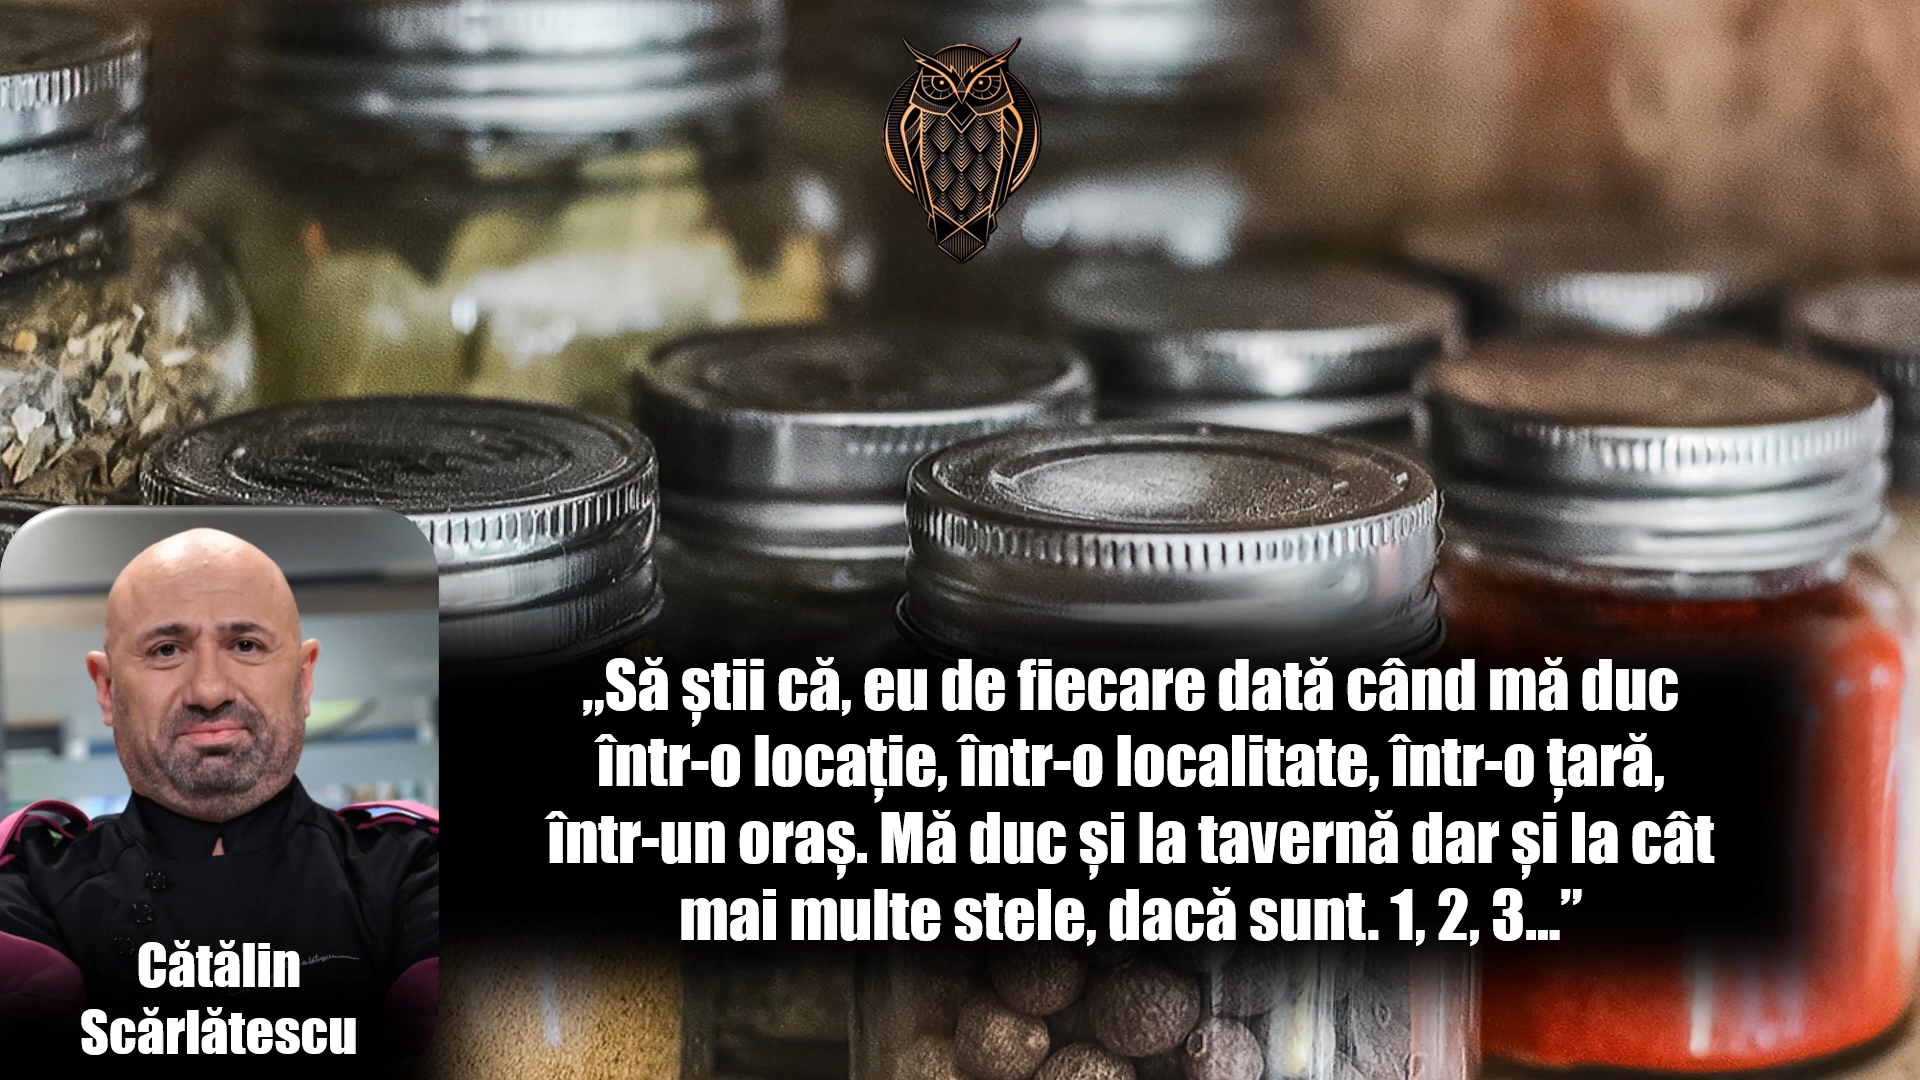 „Să știi că, eu de fiecare dată când mă duc
într-o locație, într-o localitate, într-o țară,
într-un oraș. Mă duc și la tavernă dar și la cât
mai multe stele, dacă sunt. 1, 2, 3...”
Cătălin
Scărlătescu